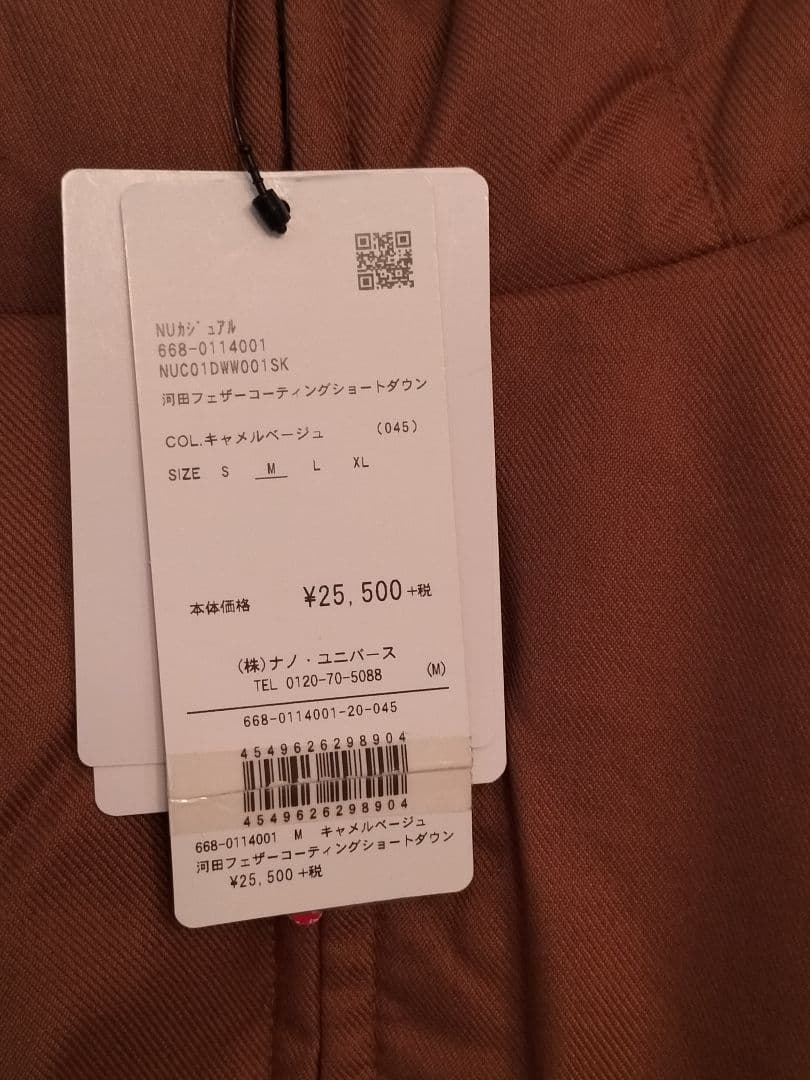 NUｶｼﾞｭｱﾙ
668-0114001
NUC01DWW001SK
河田フェザーコーティングショートダウン
COL.キャメルベージュ (045)
SIZE S M L XL
本体価格 ¥25,500+税
(株)ナノ・ユニバース
TEL 0120-70-5088 (M)
668-0114001-20-045
4549626298904
4549626298904
668-0114001 M キャメルベージュ
河田フェザーコーティングショートダウン
¥25,500+税